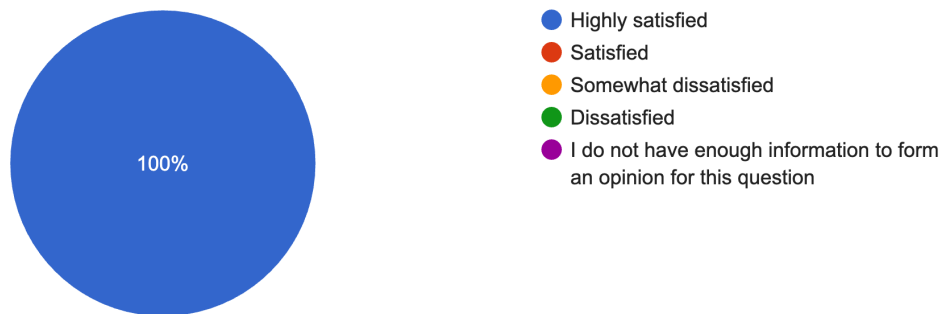 100%
Highly satisfied
Satisfied
Somewhat dissatisfied
Dissatisfied
I do not have enough information to form
an opinion for this question